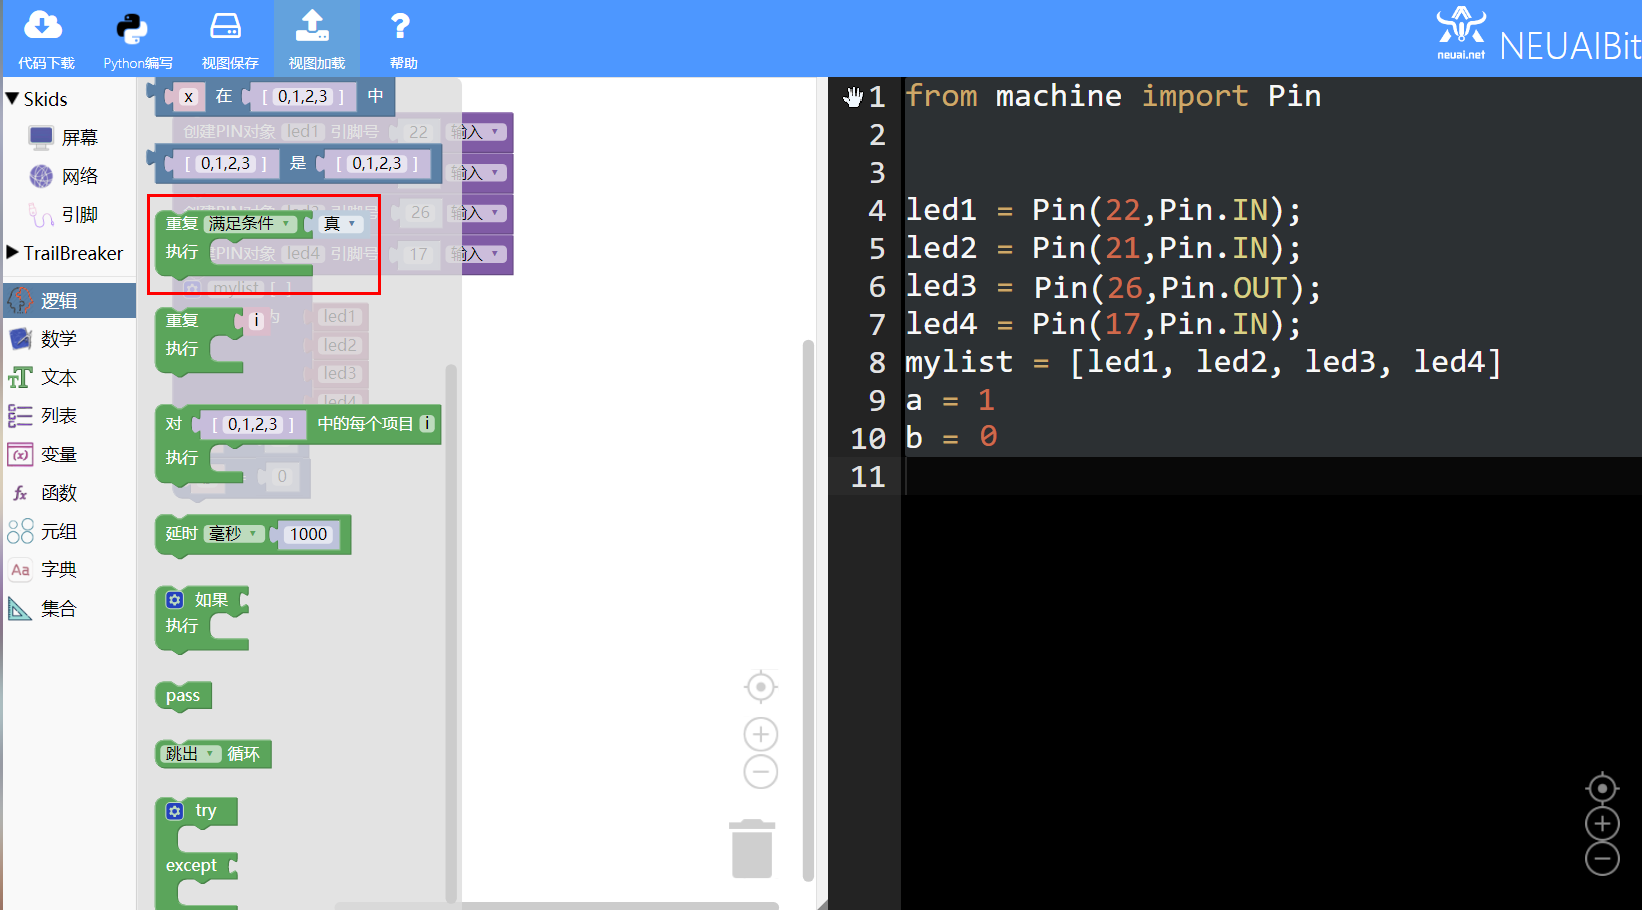 代码下载
Python编写
视图保存
视图加载
帮助
neuai.net
NEUAIBit
Skids
屏幕
网络
引脚
TrailBreaker
逻辑
数学
文本
列表
变量
函数
元组
字典
集合
x 在 [ 0,1,2,3 ] 中
创建PIN对象 led1 引脚号 22 输入
[ 0,1,2,3 ] 是 [ 0,1,2,3 ] 输入
26 输入
重复 满足条件 真
执行
建PIN对象 led4 引脚号 17 输入
mylist [ ]
重复 i 为 led1
执行 led2
led3
led4
对 [ 0,1,2,3 ] 中的每个项目 i
执行
0
延时 毫秒 1000
如果
执行
pass
跳出 循环
try
except
1 from machine import Pin
2
3
4 led1 = Pin(22,Pin.IN);
5 led2 = Pin(21,Pin.IN);
6 led3 = Pin(26,Pin.OUT);
7 led4 = Pin(17,Pin.IN);
8 mylist = [led1, led2, led3, led4]
9 a = 1
10 b = 0
11